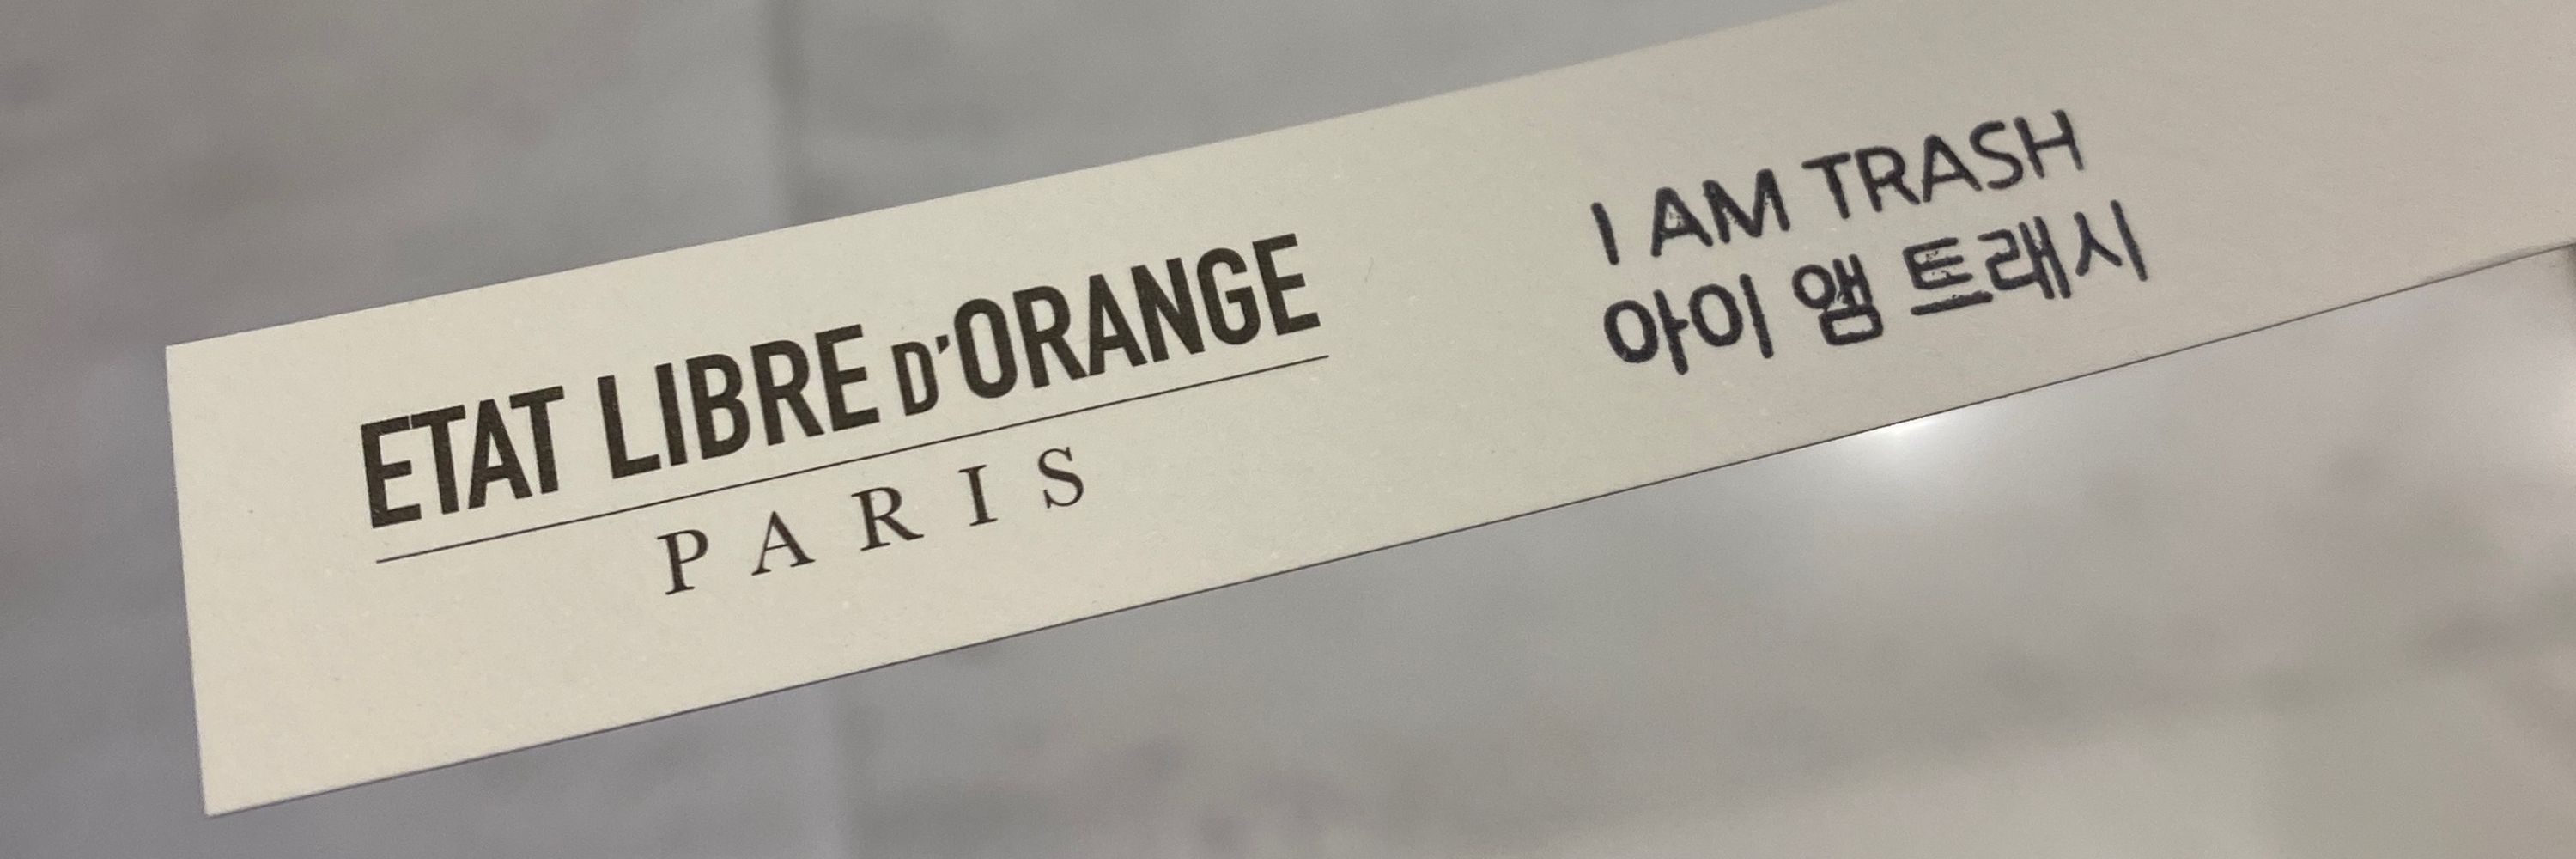 ETAT LIBRE D'ORANGE
PARIS
I AM TRASH
아이 앰 트래시